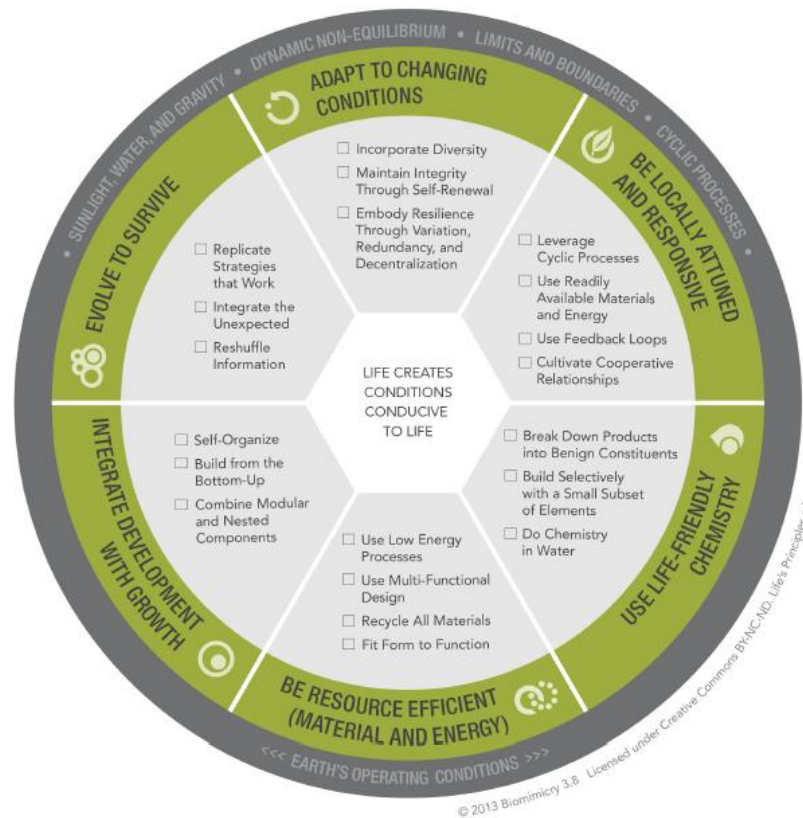 • SUNLIGHT, WATER, AND GRAVITY • DYNAMIC NON-EQUILIBRIUM • LIMITS AND BOUNDARIES • CYCLIC PROCESSES •
ADAPT TO CHANGING
CONDITIONS
☐ Incorporate Diversity
☐ Maintain Integrity
Through Self-Renewal
☐ Embody Resilience
Through Variation,
Redundancy, and
Decentralization
BE LOCALLY ATTUNED
AND RESPONSIVE
☐ Leverage
Cyclic Processes
☐ Use Readily
Available Materials
and Energy
☐ Use Feedback Loops
☐ Cultivate Cooperative
Relationships
USE LIFE-FRIENDLY
CHEMISTRY
☐ Break Down Products
into Benign Constituents
☐ Build Selectively
with a Small Subset
of Elements
☐ Do Chemistry
in Water
BE RESOURCE EFFICIENT
(MATERIAL AND ENERGY)
☐ Use Low Energy
Processes
☐ Use Multi-Functional
Design
☐ Recycle All Materials
☐ Fit Form to Function
INTEGRATE DEVELOPMENT
WITH GROWTH
☐ Self-Organize
☐ Build from the
Bottom-Up
☐ Combine Modular
and Nested
Components
EVOLVE TO SURVIVE
☐ Replicate
Strategies
that Work
☐ Integrate the
Unexpected
☐ Reshuffle
Information
LIFE CREATES
CONDITIONS
CONDUCIVE
TO LIFE
<<< EARTH'S OPERATING CONDITIONS >>>
© 2013 Biomimicry 3.8 Licensed under Creative Commons BY-NC-ND. Life's Principles